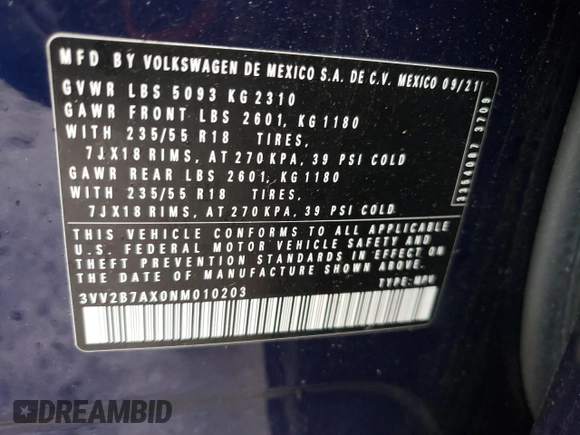 MFD BY VOLKSWAGEN DE MEXICO S.A. DE C.V. MEXICO 09/21
GVWR LBS 5093 KG 2310
GAWR FRONT LBS 2601, KG 1180
WITH 235/55 R18 TIRES,
7JX18 RIMS, AT 270 KPA, 39 PSI COLD
GAWR REAR LBS 2601, KG 1180
WITH 235/55 R18 TIRES,
7JX18 RIMS, AT 270 KPA, 39 PSI COLD
THIS VEHICLE CONFORMS TO ALL APPLICABLE
U.S. FEDERAL MOTOR VEHICLE SAFETY AND
THEFT PREVENTION STANDARDS IN EFFECT ON
THE DATE OF MANUFACTURE SHOWN ABOVE.
3VV2B7AX0NM010203 TYPE: MPV
3709
DREAMBID